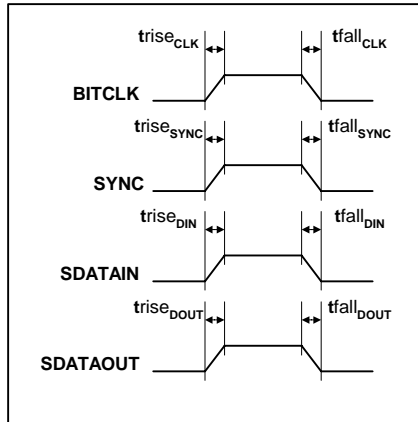 triseCLK tfallCLK
BITCLK
triseSYNC tfallSYNC
SYNC
triseDIN tfallDIN
SDATAIN
triseDOUT tfallDOUT
SDATAOUT